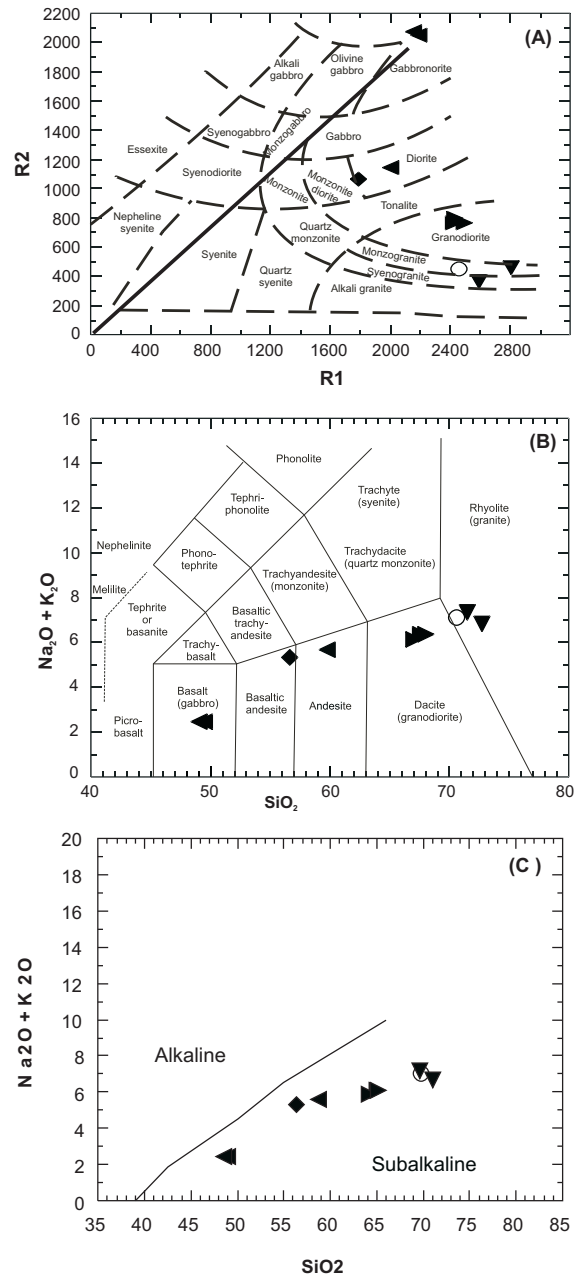 (A)
2200
2000
1800
1600
1400
1200
1000
800
600
400
200
0
R2
Alkali
gabbro
Olivine
gabbro
Gabbronorite
Syenogabbro
Monzogabbro
Gabbro
Essexite
Syenodiorite
Monzonite
Monzonite
diorite
Diorite
Tonalite
Nepheline
syenite
Quartz
monzonite
Granodiorite
Syenite
Monzogranite
Quartz
syenite
Syenogranite
Alkali granite
0 400 800 1200 1600 2000 2400 2800
R1
(B)
16
14
12
10
8
6
4
2
0
Na₂O + K₂O
Phonolite
Tephri-
phonolite
Trachyte
(syenite)
Rhyolite
(granite)
Nephelinite
Phono-
tephrite
Trachydacite
(quartz monzonite)
Trachyandesite
(monzonite)
Melilite
Tephrite
or
basanite
Basaltic
trachy-
andesite
Trachy-
basalt
Basalt
(gabbro)
Basaltic
andesite
Andesite
Dacite
(granodiorite)
Picro-
basalt
40 50 60 70 80
SiO₂
(C )
20
18
16
14
12
10
8
6
4
2
0
N a2O + K 2O
Alkaline
Subalkaline
35 40 45 50 55 60 65 70 75 80 85
SiO2